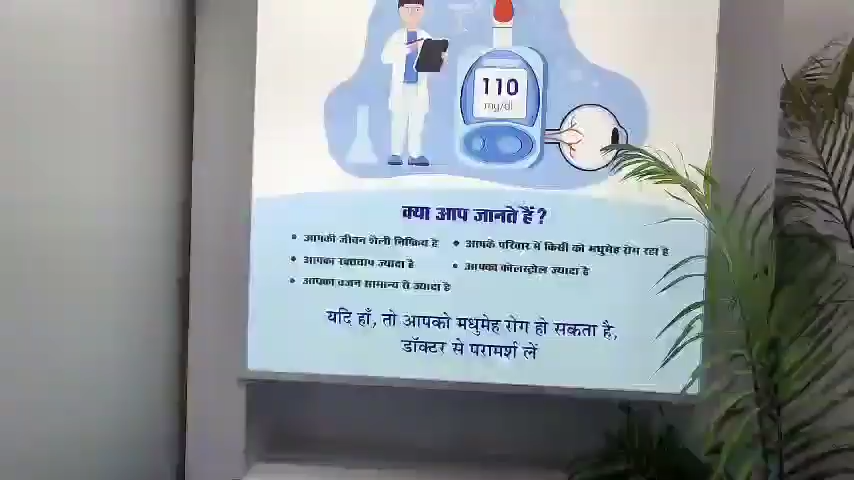 110
mg/dl
क्या आप जानते हैं?
• आपकी जीवन शैली निष्क्रिय है
• आपके परिवार में किसी को मधुमेह रोग रहा है
• आपका रक्तचाप ज्यादा है
• आपका कोलस्ट्रोल ज्यादा है
• आपका वजन सामान्य से ज्यादा है
यदि हाँ, तो आपको मधुमेह रोग हो सकता है,
डॉक्टर से परामर्श लें